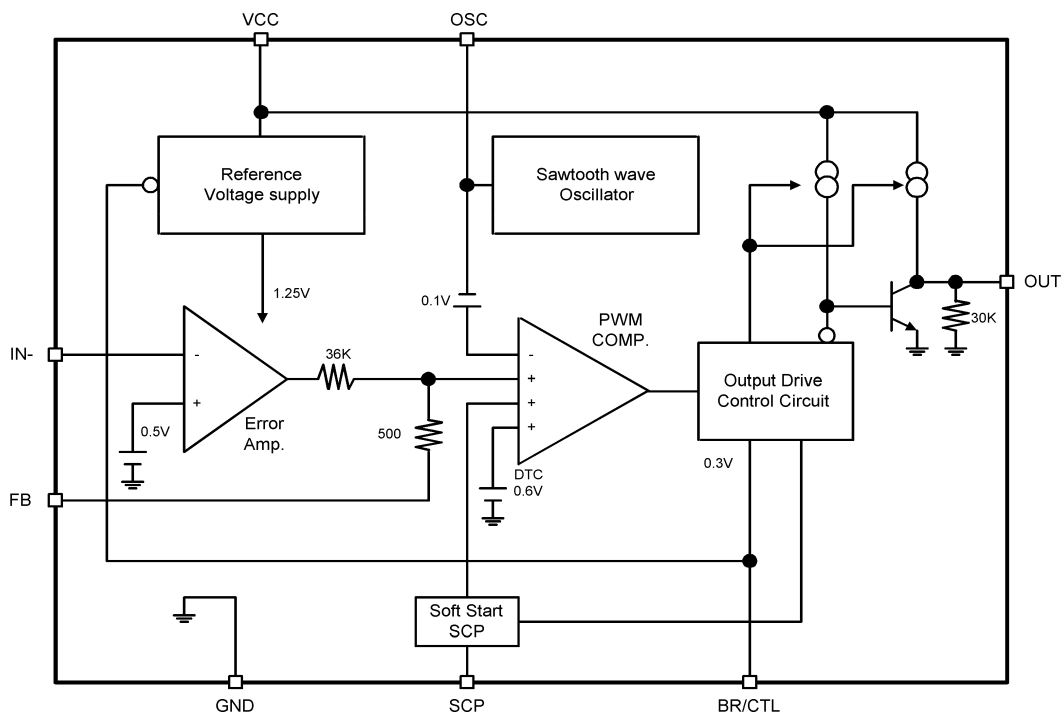 VCC
OSC
Reference
Voltage supply
Sawtooth wave
Oscillator
1.25V
0.1V
OUT
30K
IN-
-
+
36K
PWM
COMP.
-
+
+
+
Output Drive
Control Circuit
Error
Amp.
0.5V
500
0.3V
DTC
0.6V
FB
Soft Start
SCP
GND
SCP
BR/CTL